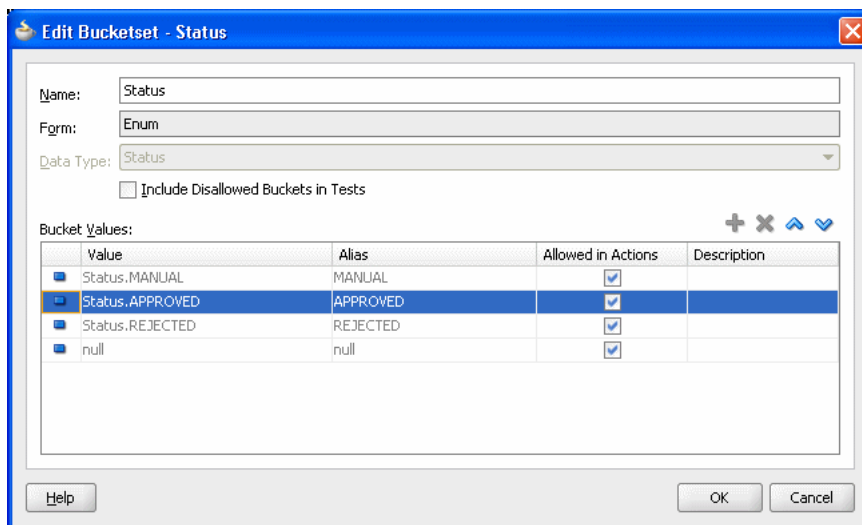 Edit Bucketset - Status
Name: Status
Form: Enum
Data Type: Status
Include Disallowed Buckets in Tests
Bucket Values:
Value Alias Allowed in Actions Description
Status.MANUAL MANUAL
Status.APPROVED APPROVED
Status.REJECTED REJECTED
null null
Help OK Cancel